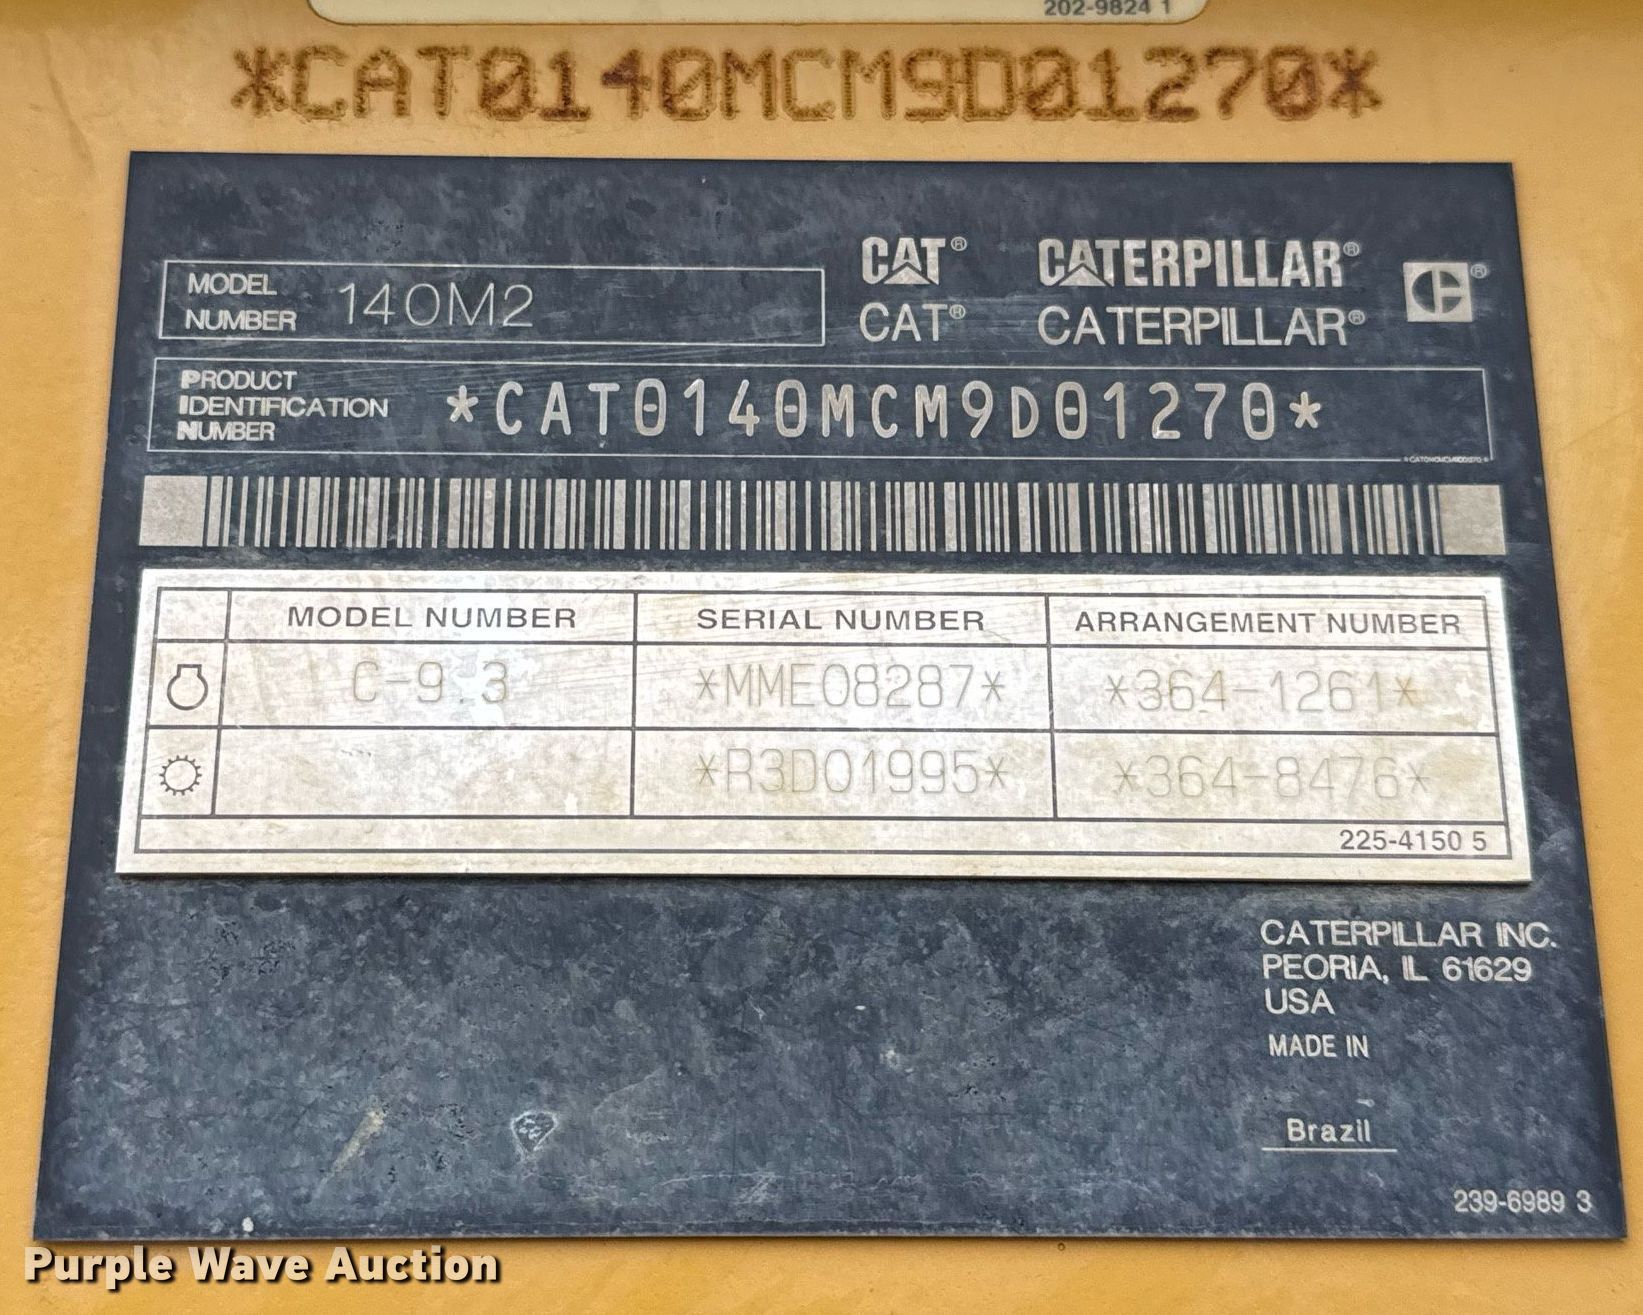 202-9824 1
*CAT0140MCM9D01270*
MODEL NUMBER 140M2
CAT® CATERPILLAR® ®
CAT® CATERPILLAR®
PRODUCT IDENTIFICATION NUMBER *CAT0140MCM9D01270*
MODEL NUMBER SERIAL NUMBER ARRANGEMENT NUMBER
C-9.3 *MME08287* *364-1261*
*R3D01995* *364-8476*
225-4150 5
CATERPILLAR INC.
PEORIA, IL 61629
USA
MADE IN
Brazil
239-6989 3
Purple Wave Auction